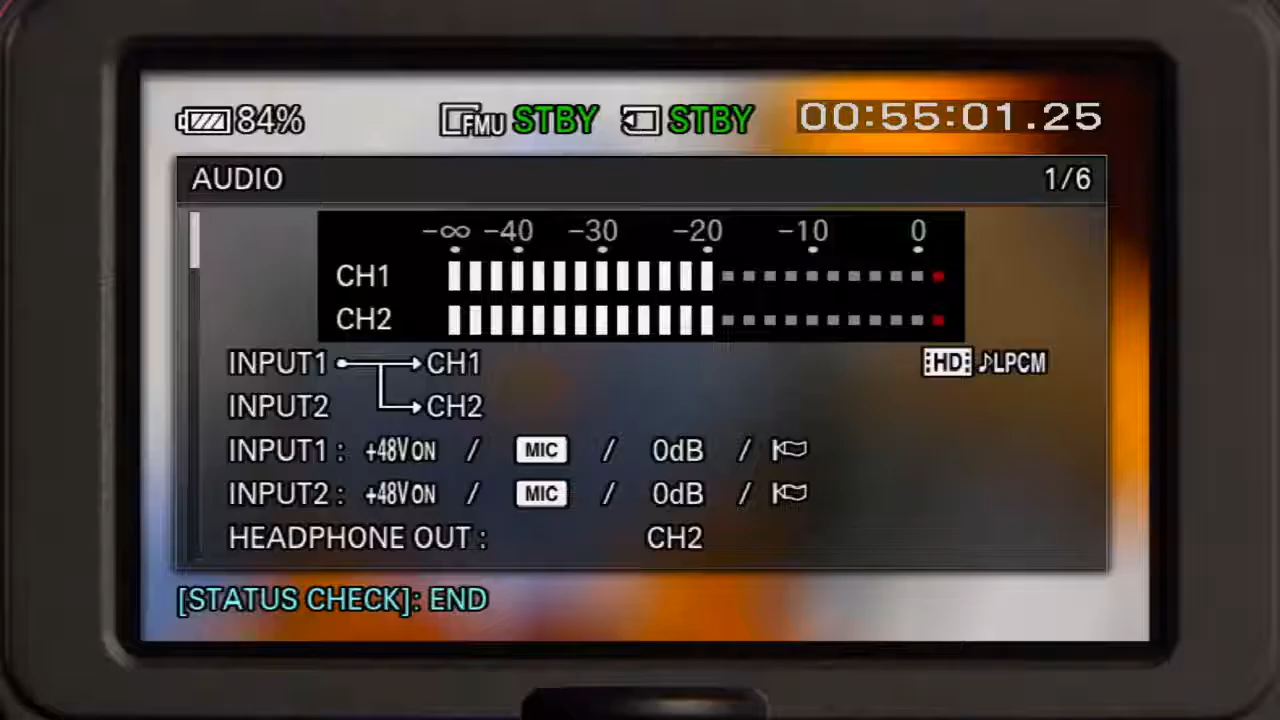 84% FMU STBY STBY 00:55:01.25
AUDIO 1/6
-∞ -40 -30 -20 -10 0
CH1
CH2
INPUT1 CH1 HD ♪LPCM
INPUT2 CH2
INPUT1 : +48V ON / MIC / 0dB /
INPUT2 : +48V ON / MIC / 0dB /
HEADPHONE OUT : CH2
[STATUS CHECK]: END